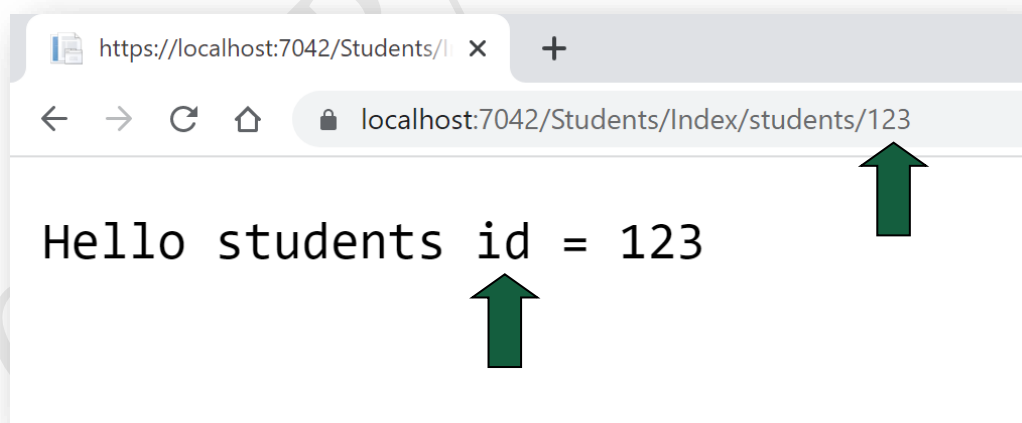 https://localhost:7042/Students/I
localhost:7042/Students/Index/students/123
Hello students id = 123